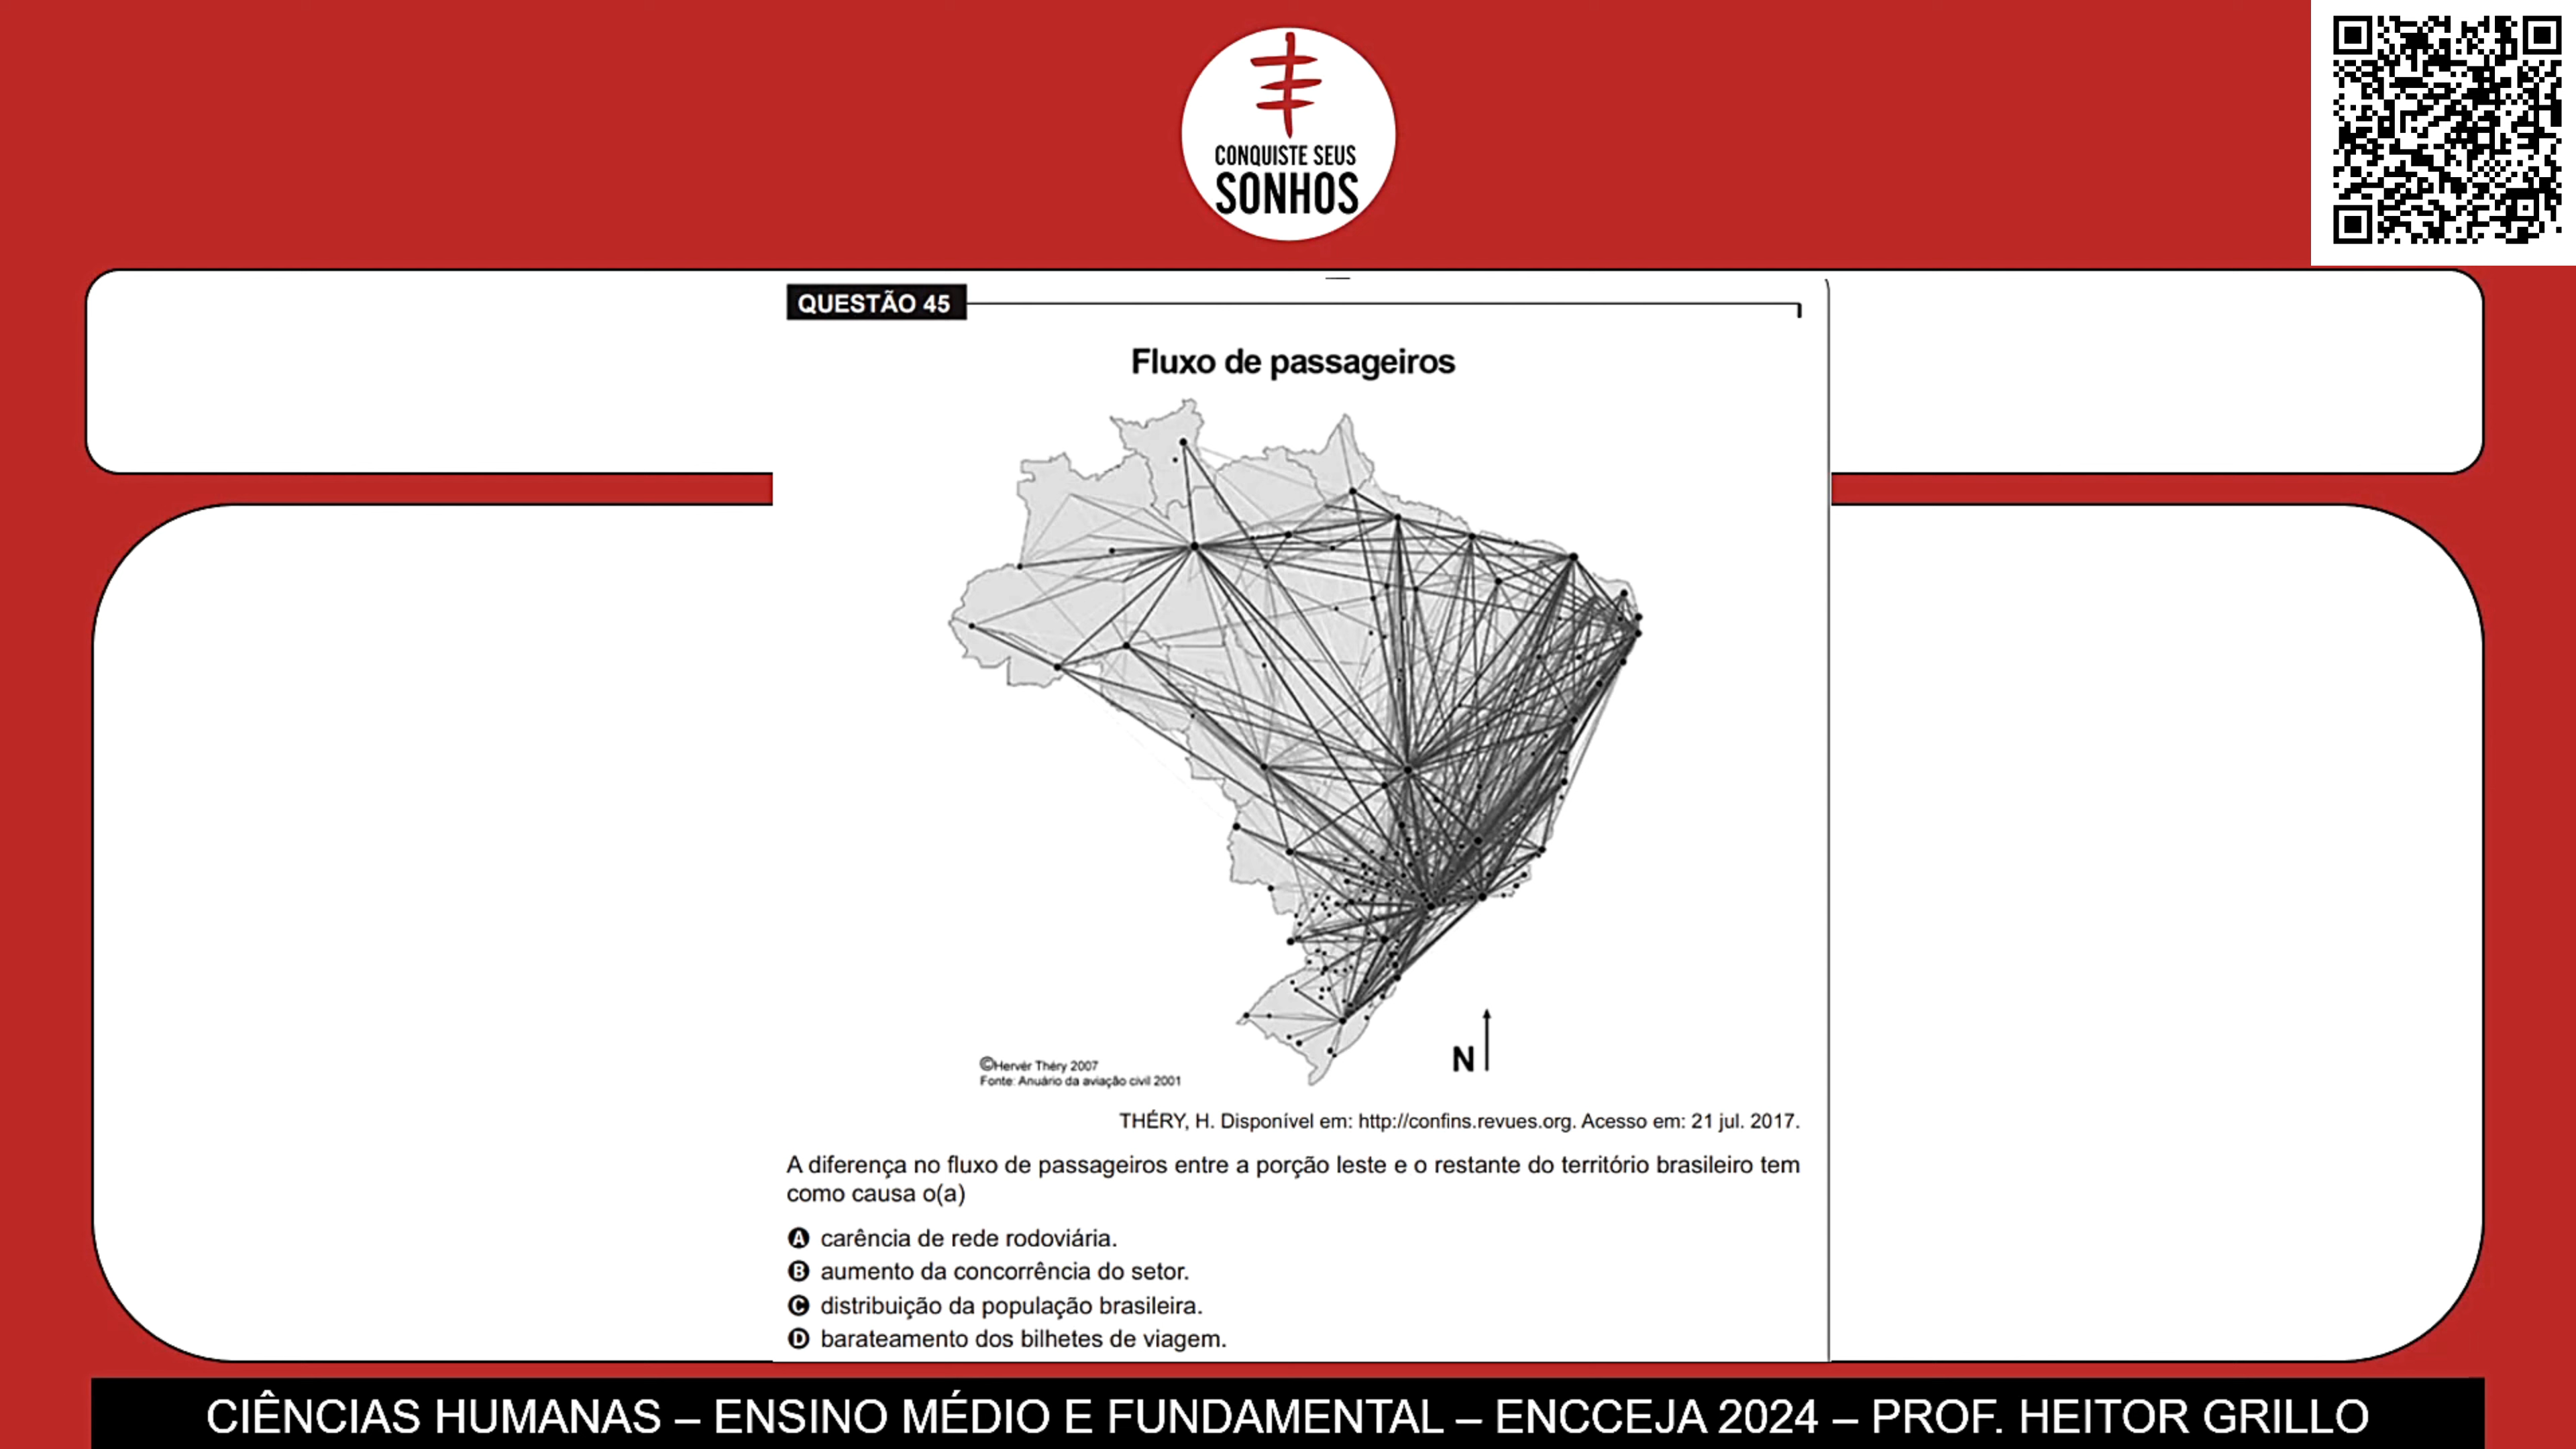 CONQUISTE SEUS
SONHOS
QUESTÃO 45
Fluxo de passageiros
N
©Hervér Théry 2007
Fonte: Anuário da aviação civil 2001
THÉRY, H. Disponível em: http://confins.revues.org. Acesso em: 21 jul. 2017.
A diferença no fluxo de passageiros entre a porção leste e o restante do território brasileiro tem
como causa o(a)
A carência de rede rodoviária.
B aumento da concorrência do setor.
C distribuição da população brasileira.
D barateamento dos bilhetes de viagem.
CIÊNCIAS HUMANAS – ENSINO MÉDIO E FUNDAMENTAL – ENCCEJA 2024 – PROF. HEITOR GRILLO